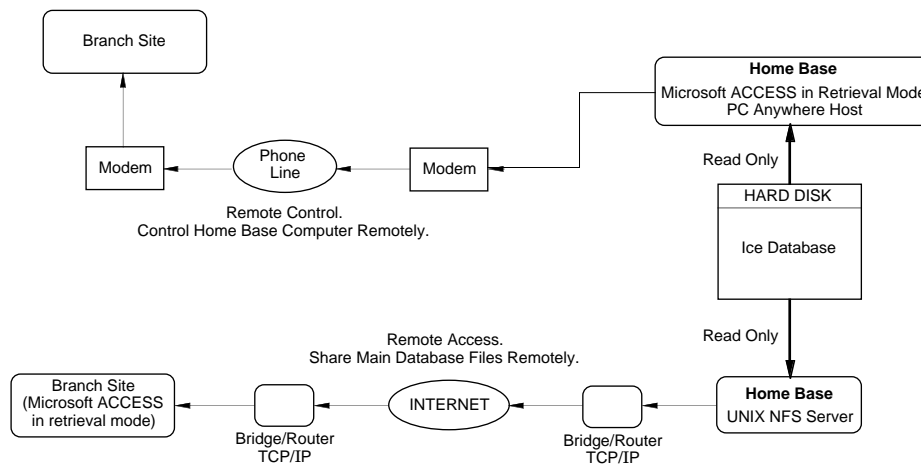 Branch Site
Home Base
Microsoft ACCESS in Retrieval Mode
PC Anywhere Host
Modem
Phone
Line
Modem
Read Only
Remote Control.
Control Home Base Computer Remotely.
HARD DISK
Ice Database
Remote Access.
Share Main Database Files Remotely.
Read Only
Branch Site
(Microsoft ACCESS
in retrieval mode)
Bridge/Router
TCP/IP
INTERNET
Bridge/Router
TCP/IP
Home Base
UNIX NFS Server